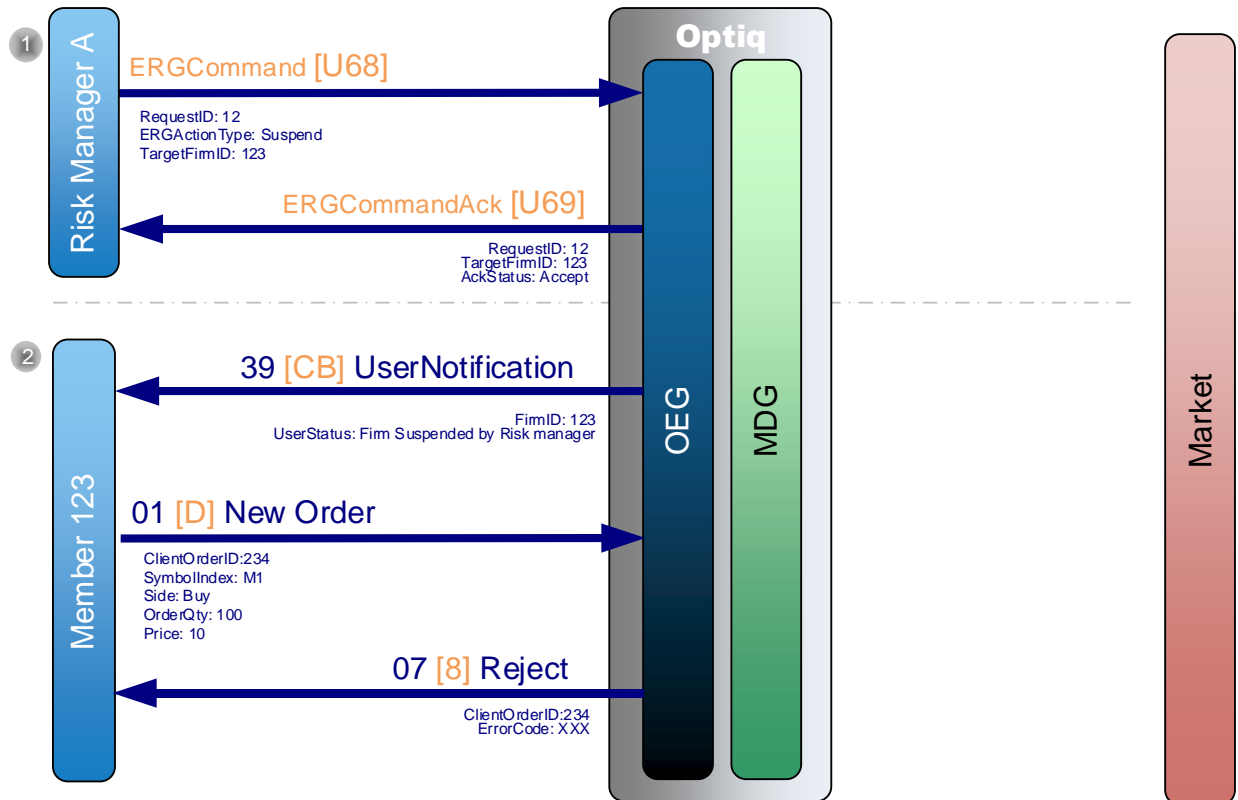 Optiq
1
Risk Manager A
ERGCommand [U68]
RequestID: 12
ERGActionType: Suspend
TargetFirmID: 123
ERGCommandAck [U69]
RequestID: 12
TargetFirmID: 123
AckStatus: Accept
OEG
MDG
Market
2
Member 123
39 [CB] UserNotification
FirmID: 123
UserStatus: Firm Suspended by Risk manager
01 [D] New Order
ClientOrderID:234
SymbolIndex: M1
Side: Buy
OrderQty: 100
Price: 10
07 [8] Reject
ClientOrderID:234
ErrorCode: XXX